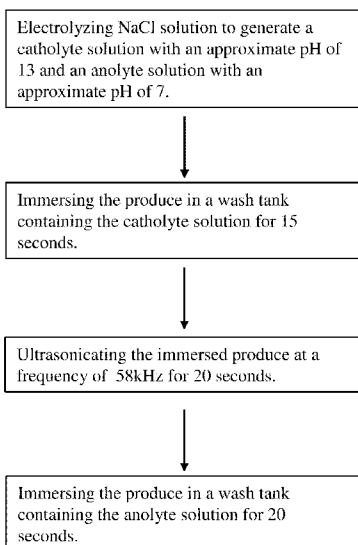 Electrolyzing NaCl solution to generate a
catholyte solution with an approximate pH of
13 and an anolyte solution with an
approximate pH of 7.
Immersing the produce in a wash tank
containing the catholyte solution for 15
seconds.
Ultrasonicating the immersed produce at a
frequency of 58kHz for 20 seconds.
Immersing the produce in a wash tank
containing the anolyte solution for 20
seconds.